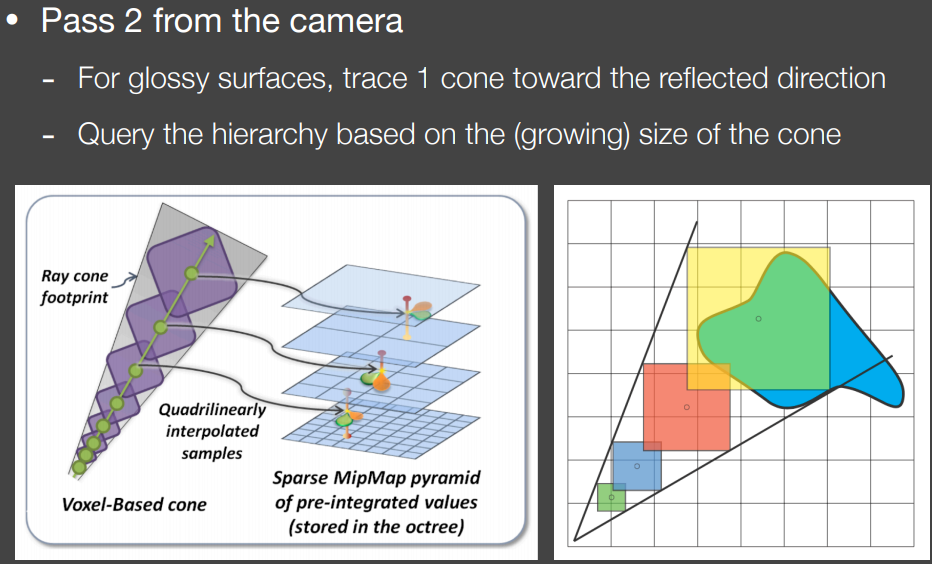 • Pass 2 from the camera
- For glossy surfaces, trace 1 cone toward the reflected direction
- Query the hierarchy based on the (growing) size of the cone
Ray cone
footprint
Quadrilinearly
interpolated
samples
Voxel-Based cone
Sparse MipMap pyramid
of pre-integrated values
(stored in the octree)